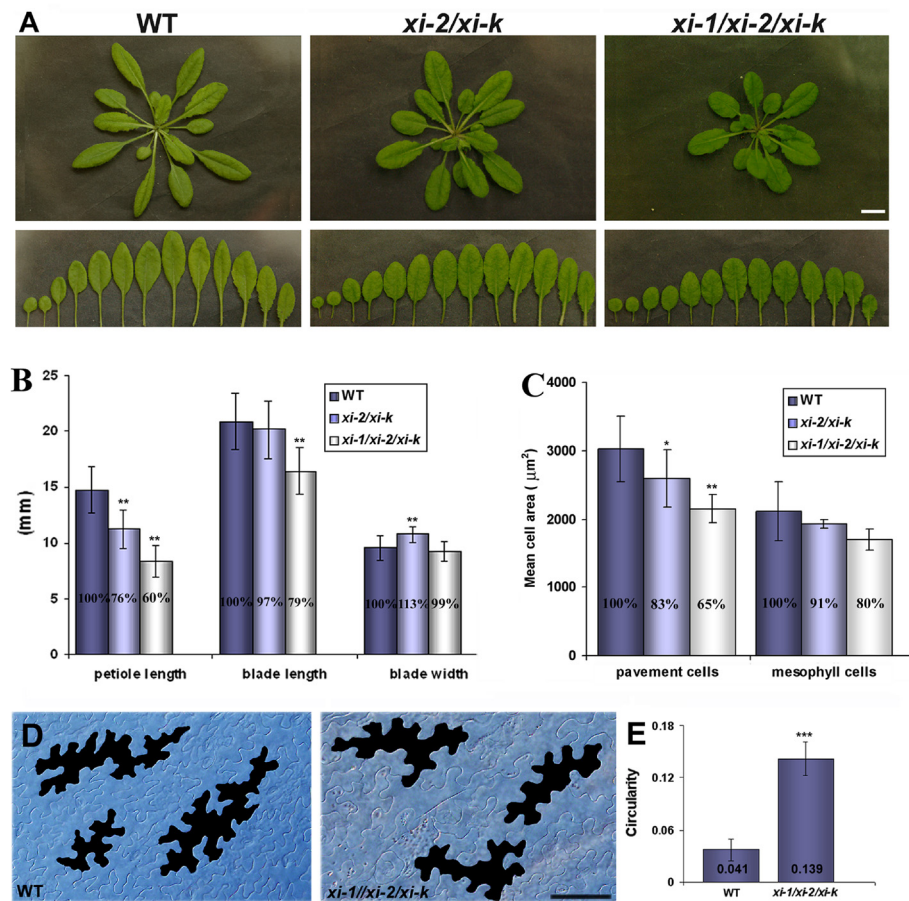 A
WT
xi-2/xi-k
xi-1/xi-2/xi-k
B
25
20
15
10
5
0
(mm)
WT
xi-2/xi-k
xi-1/xi-2/xi-k
**
**
**
**
100%
76%
60%
100%
97%
79%
100%
113%
99%
petiole length
blade length
blade width
C
4000
3000
2000
1000
0
Mean cell area ( μm²)
WT
xi-2/xi-k
xi-1/xi-2/xi-k
*
**
100%
83%
65%
100%
91%
80%
pavement cells
mesophyll cells
D
WT
xi-1//xi-2/xi-k
E
0.18
0.12
0.06
0
Circularity
***
0.041
0.139
WT
xi-1/xi-2/xi-k